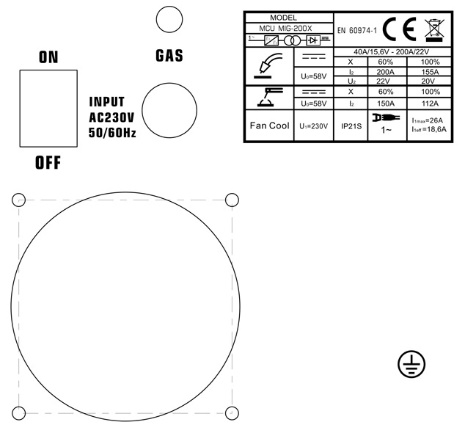 ON
OFF
GAS
INPUT
AC230V
50/60Hz
MODEL
MCU MIG-200X
EN 60974-1
CE
1~
40A/15,6V - 200A/22V
X 60% 100%
U₀=58V I₂ 200A 155A
U₂ 22V 20V
X 60% 100%
U₀=58V I₂ 150A 112A
Fan Cool U₁=230V IP21S 1~ I₁max=26A
I₁eff=18,6A